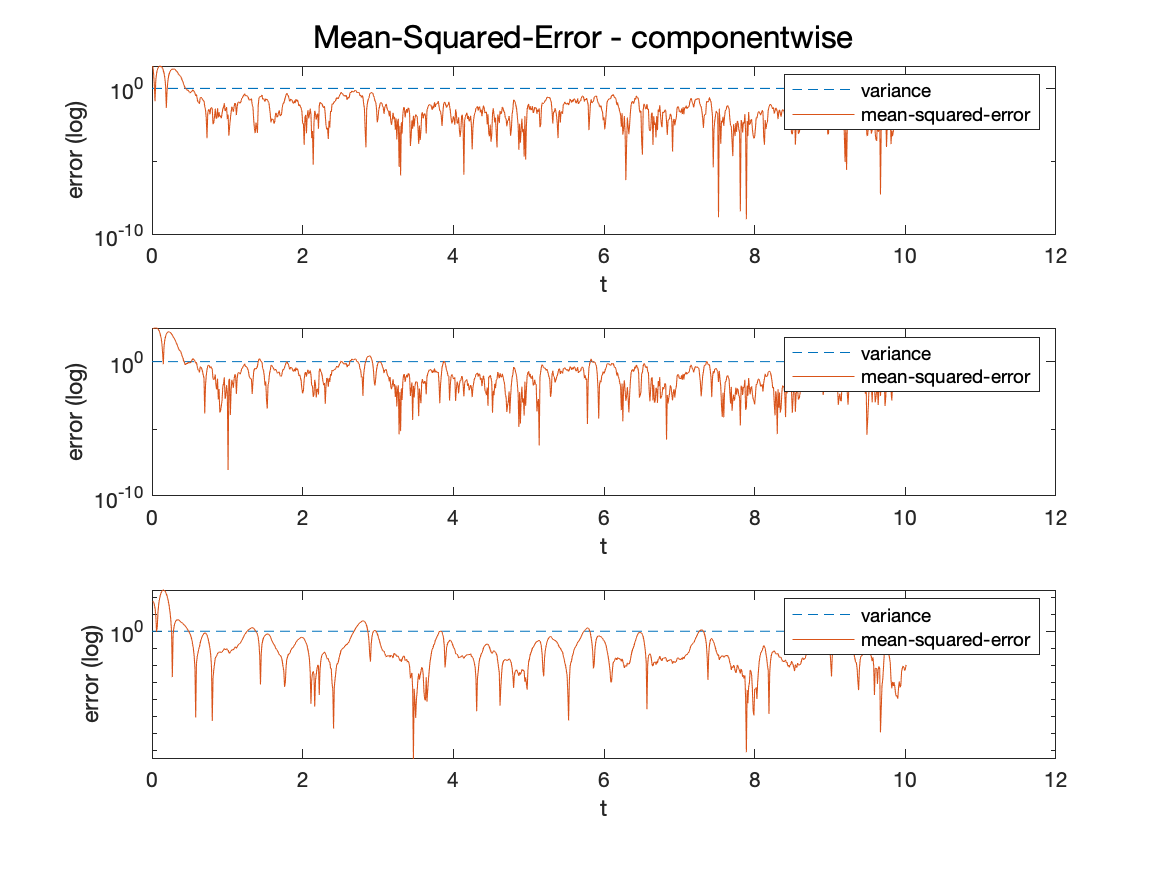 Mean-Squared-Error - componentwise
10^0
variance
mean-squared-error
error (log)
10^-10
0 2 4 6 8 10 12
t
10^0
variance
mean-squared-error
error (log)
10^-10
0 2 4 6 8 10 12
t
10^0
variance
mean-squared-error
error (log)
0 2 4 6 8 10 12
t